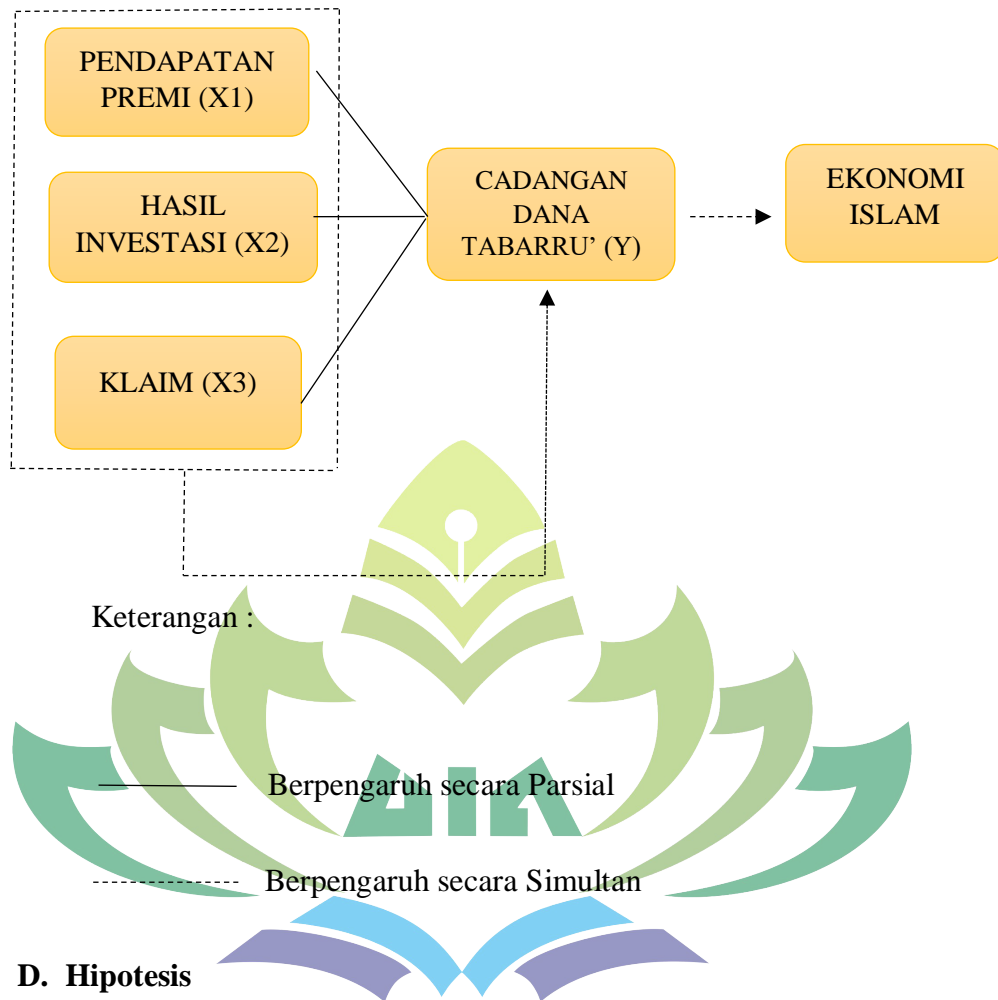 PENDAPATAN
PREMI (X1)
HASIL
INVESTASI (X2)
KLAIM (X3)
CADANGAN
DANA
TABARRU’ (Y)
EKONOMI
ISLAM
Keterangan :
Berpengaruh secara Parsial
Berpengaruh secara Simultan
D. Hipotesis